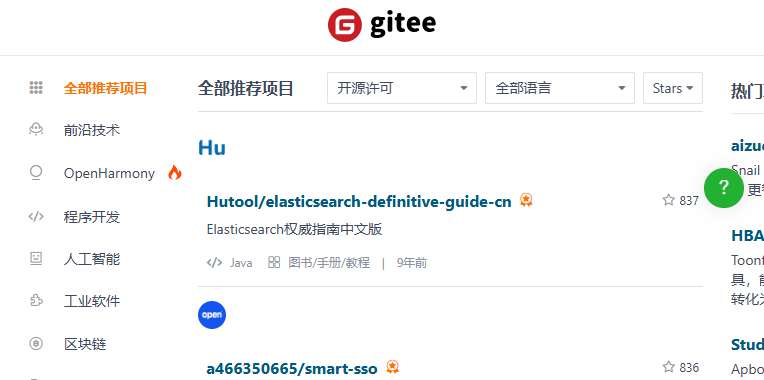 gitee
全部推荐项目
前沿技术
OpenHarmony
程序开发
人工智能
工业软件
区块链
全部推荐项目
开源许可
全部语言
Stars
Hu
Hutool/elasticsearch-definitive-guide-cn
837
Elasticsearch权威指南中文版
Java 图书/手册/教程 | 9年前
open
a466350665/smart-sso
836
热门
Snail
?
更
HBA
具，
转化
Stud
Apbo